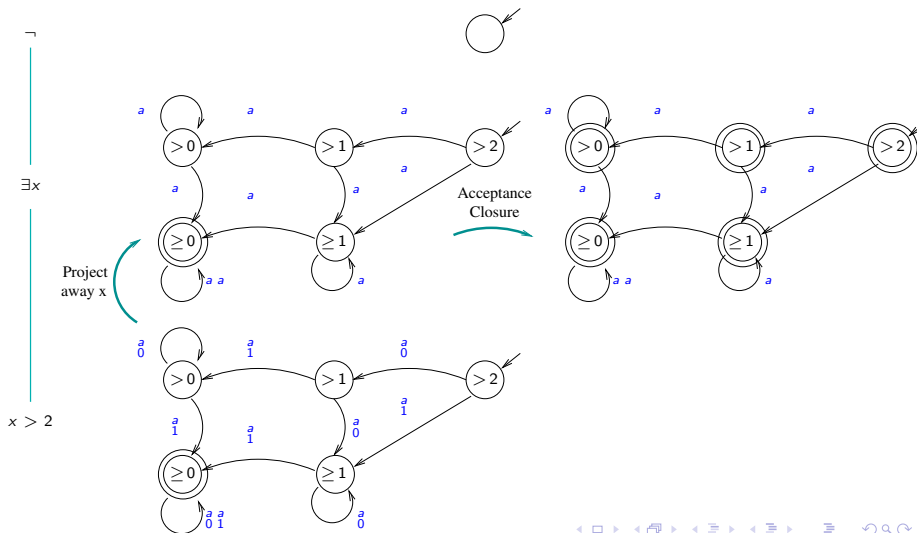 ¬
a a a a a a
> 0 > 1 > 2 > 0 > 1 > 2
a a
∃x
a a a a a a
Acceptance
Closure
≥ 0 ≥ 1 ≥ 0 ≥ 1
Project
away x
a a a a a a
a a a
0 1 0
> 0 > 1 > 2
x > 2
a a a a
1 1 0 1
≥ 0 ≥ 1
a a a
0 1 0